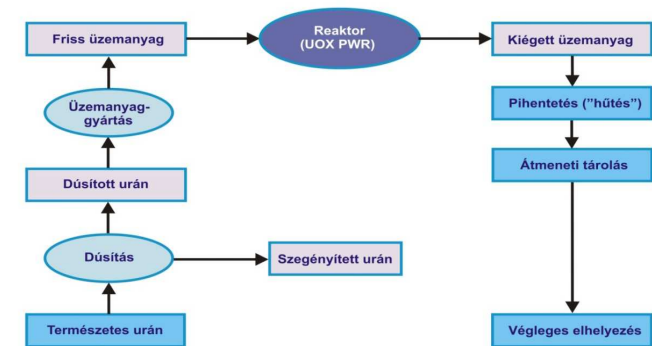 Friss üzemanyag
Reaktor
(UOX PWR)
Kiégett üzemanyag
Üzemanyag-
gyártás
Pihentetés ("hűtés")
Átmeneti tárolás
Dúsított urán
Dúsítás
Szegényített urán
Természetes urán
Végleges elhelyezés